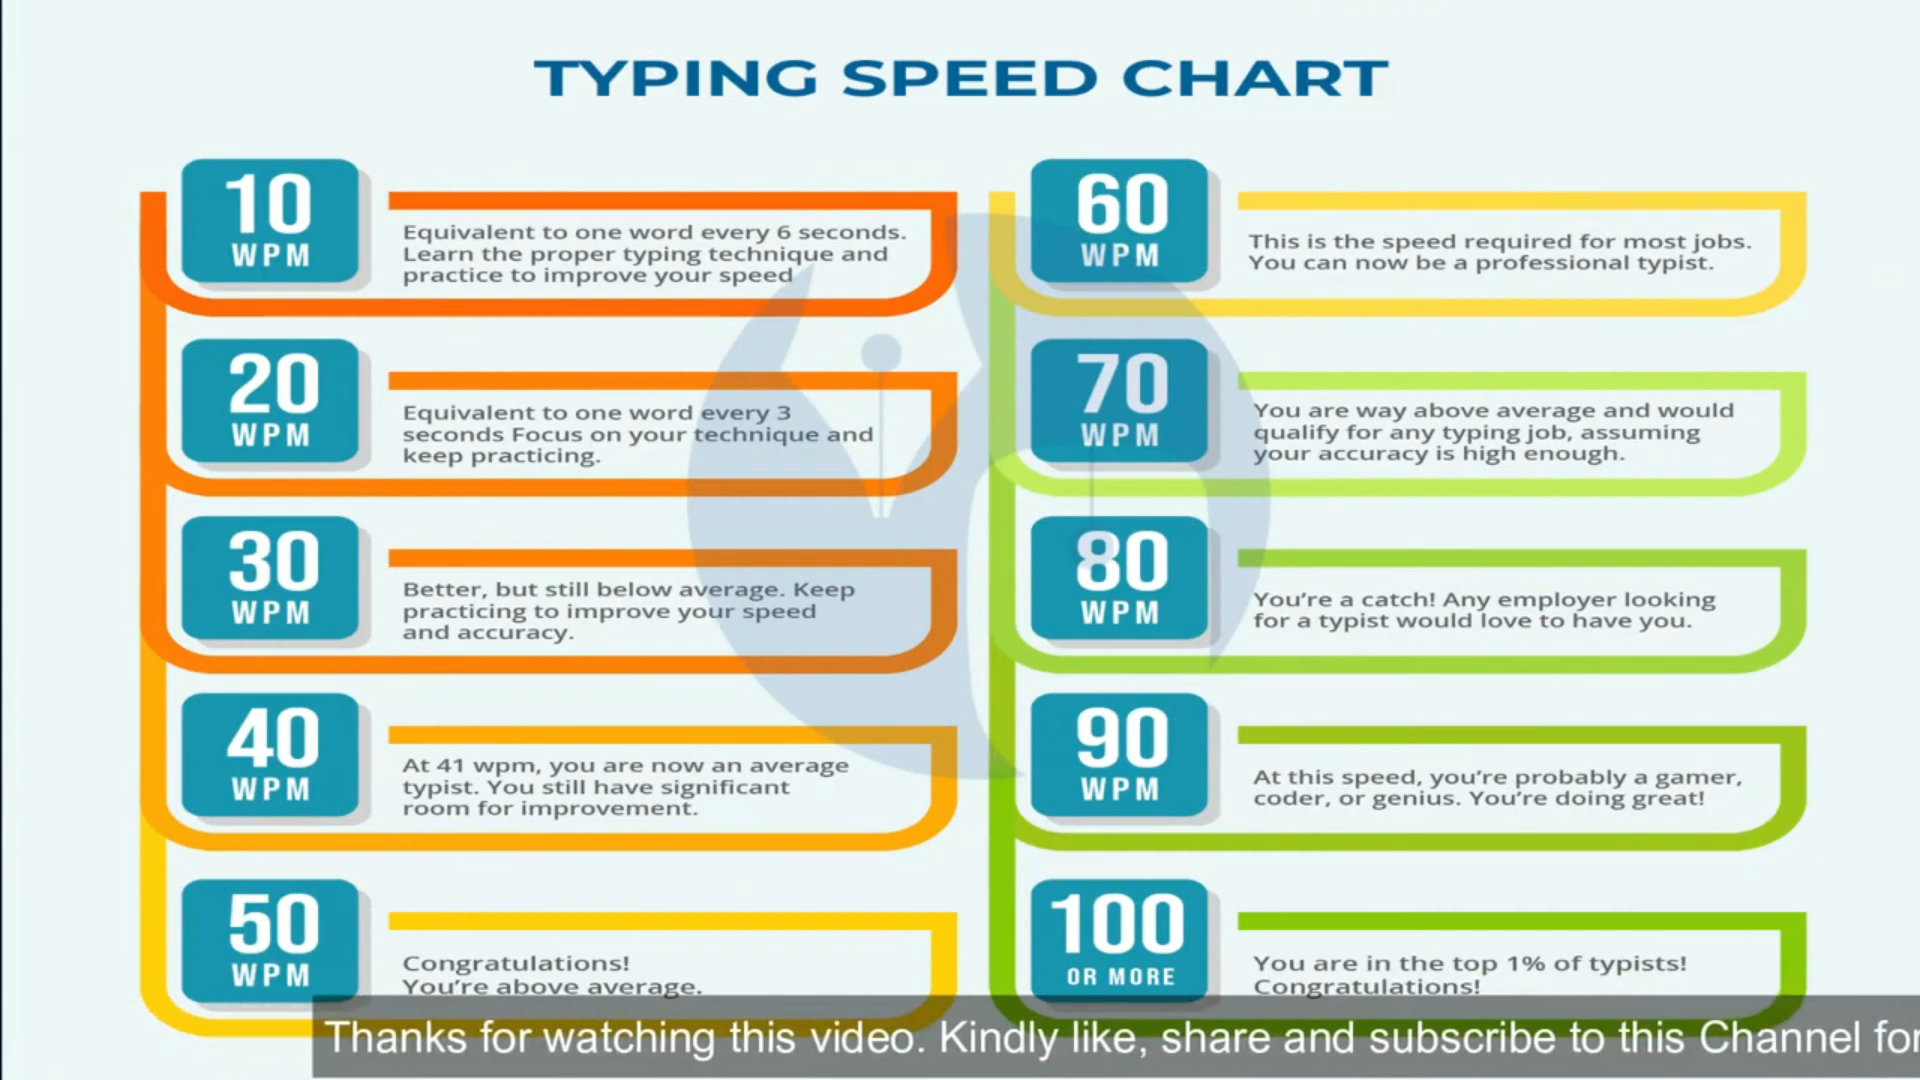 TYPING SPEED CHART
10
WPM
Equivalent to one word every 6 seconds.
Learn the proper typing technique and
practice to improve your speed
20
WPM
Equivalent to one word every 3
seconds Focus on your technique and
keep practicing.
30
WPM
Better, but still below average. Keep
practicing to improve your speed
and accuracy.
40
WPM
At 41 wpm, you are now an average
typist. You still have significant
room for improvement.
50
WPM
Congratulations!
You're above average.
60
WPM
This is the speed required for most jobs.
You can now be a professional typist.
70
WPM
You are way above average and would
qualify for any typing job, assuming
your accuracy is high enough.
80
WPM
You're a catch! Any employer looking
for a typist would love to have you.
90
WPM
At this speed, you're probably a gamer,
coder, or genius. You're doing great!
100
OR MORE
You are in the top 1% of typists!
Congratulations!
Thanks for watching this video. Kindly like, share and subscribe to this Channel for